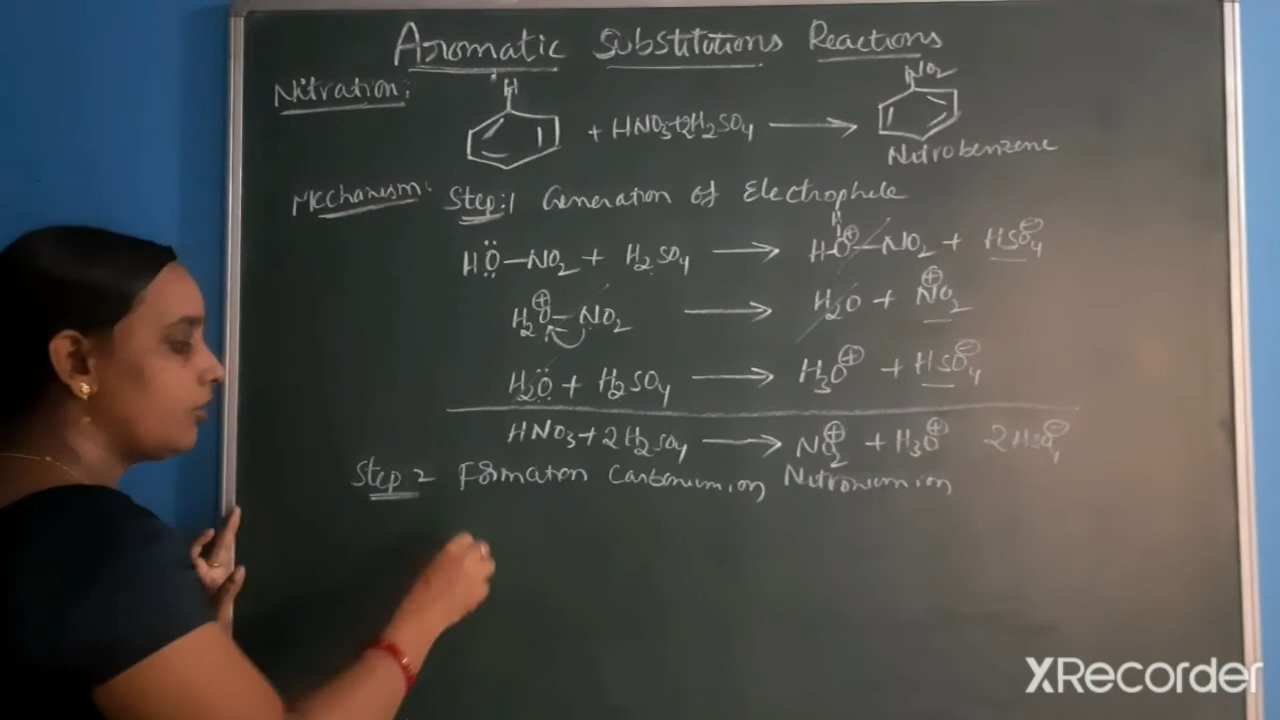 Aromatic Substitutions Reactions
Nitration:
H
NO₂
+ HNO₃+2H₂SO₄ ⟶
Nitrobenzene
Mechanism: Step:1 Generation of Electrophile
HÖ–NO₂ + H₂SO₄ ⟶ H–O⊕–NO₂ + HSO₄⊖
H
H₂O⊕–NO₂ ⟶ H₂O + N⊕O₂
H₂Ö + H₂SO₄ ⟶ H₃O⊕ + HSO₄⊖
HNO₃+2H₂SO₄ ⟶ NO₂⊕ + H₃O⊕ 2HSO₄⊖
Step:2 Formation Carbonium ion Nitronium ion
XRecorder